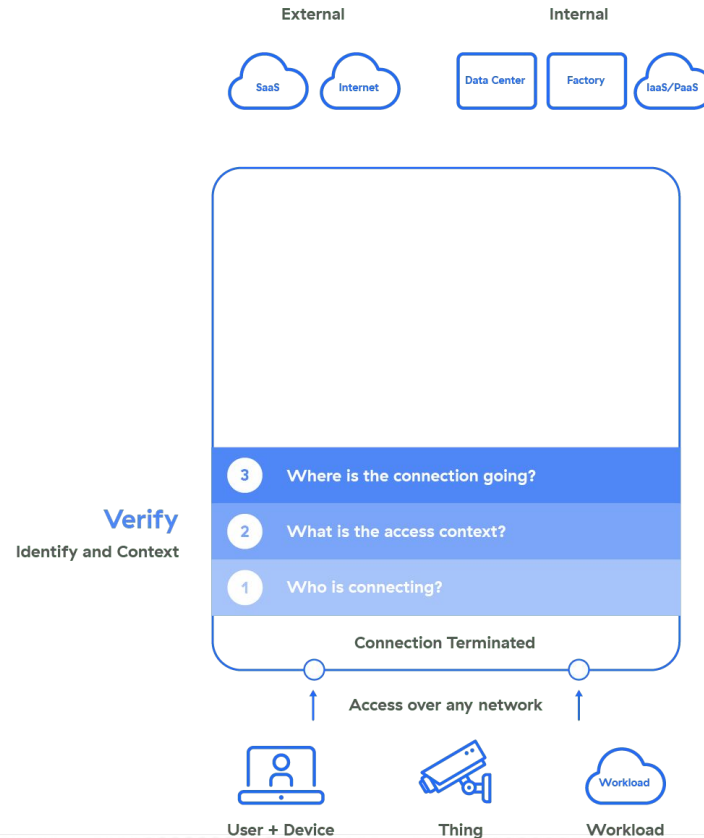 External
Internal
SaaS
Internet
Data Center
Factory
IaaS/PaaS
3
Where is the connection going?
Verify
Identify and Context
2
What is the access context?
1
Who is connecting?
Connection Terminated
Access over any network
Workload
User + Device
Thing
Workload